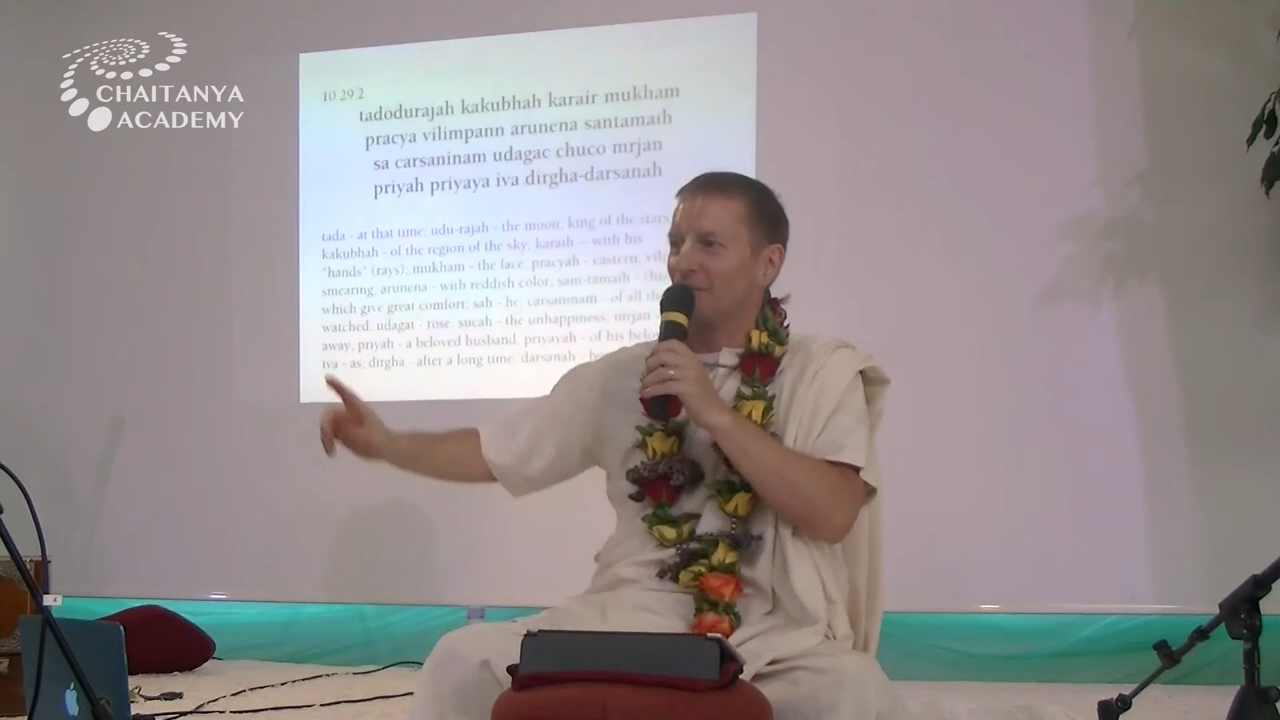 CHAITANYA
ACADEMY
10 29 2
tadodurajah kakubhah karair mukham
pracya vilimpann arunena santamaih
sa carsaninam udagac chuco mrjan
priyah priyaya iva dirgha-darsanah
tada - at that time; udu-rajah - the moon, king of the stars
kakubhah - of the region of the sky; karaih – with his
"hands" (rays); mukham - the face; pracyah - eastern;
smearing; arunena - with reddish color; sam-tamaih -
which give great comfort; sah - he; carsaninam - of all
watched; udagat - rose; sucah - the unhappiness; mrjan -
away; priyah - a beloved husband; priyayah - of his
iva - as; dirgha - after a long time; darsanah -
4